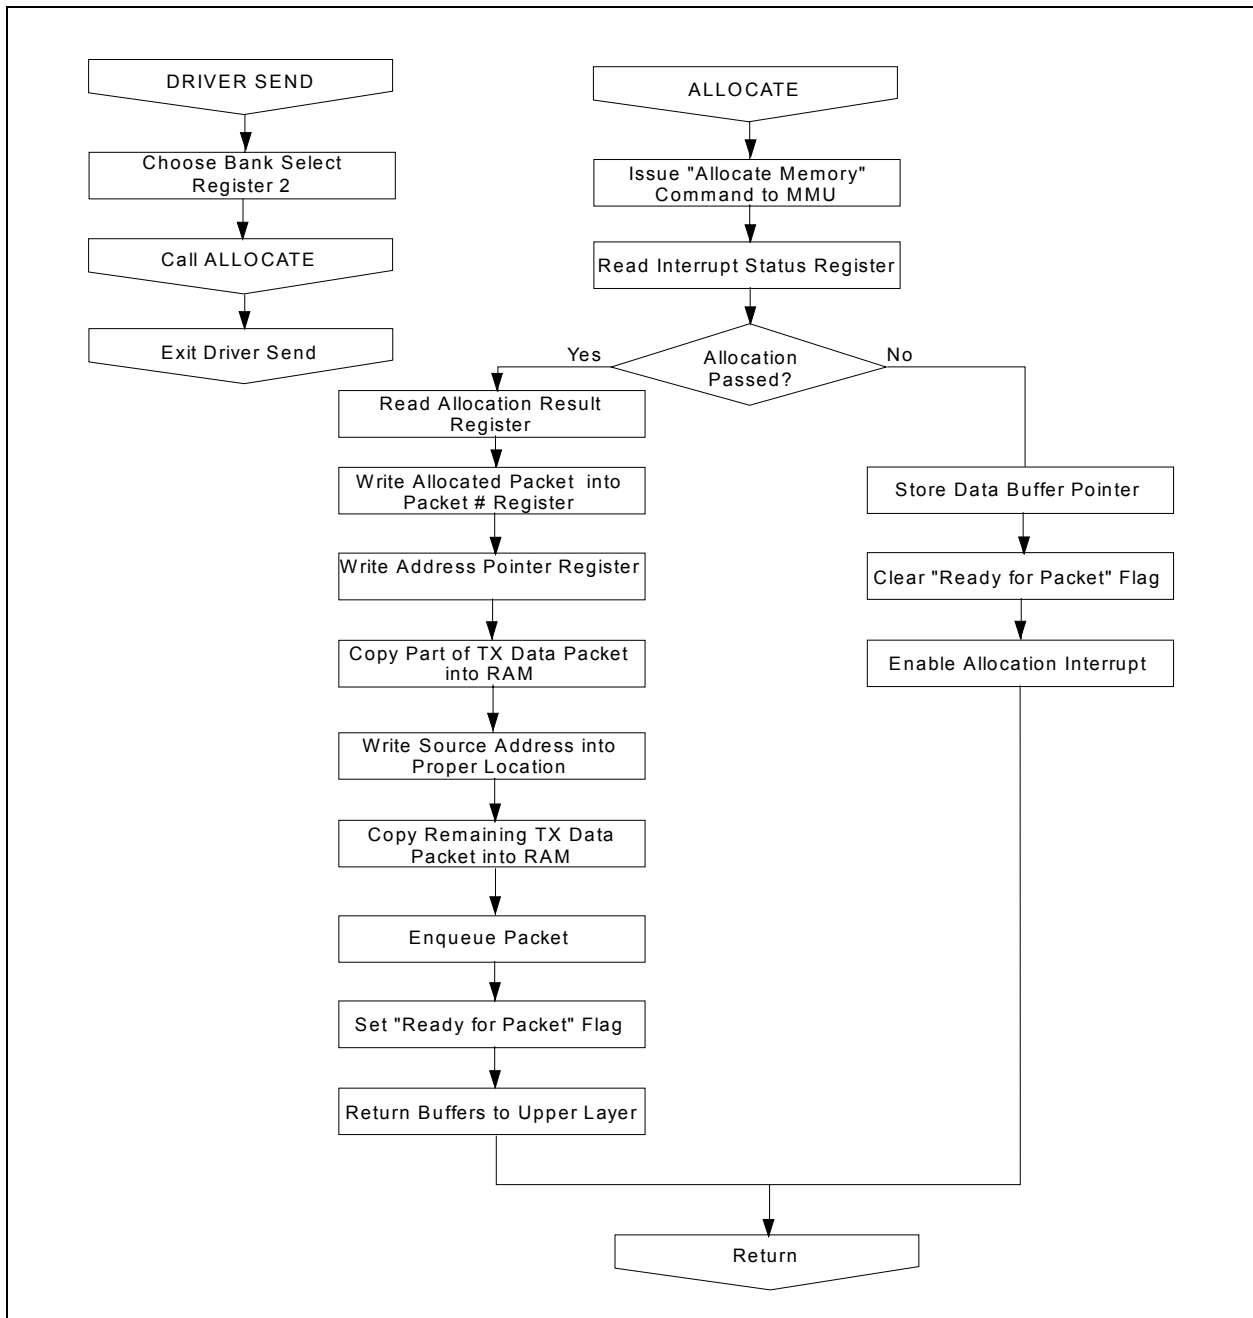 DRIVER SEND
Choose Bank Select
Register 2
Call ALLOCATE
Exit Driver Send
ALLOCATE
Issue "Allocate Memory"
Command to MMU
Read Interrupt Status Register
Allocation
Passed?
Yes
No
Read Allocation Result
Register
Write Allocated Packet into
Packet # Register
Write Address Pointer Register
Copy Part of TX Data Packet
into RAM
Write Source Address into
Proper Location
Copy Remaining TX Data
Packet into RAM
Enqueue Packet
Set "Ready for Packet" Flag
Return Buffers to Upper Layer
Store Data Buffer Pointer
Clear "Ready for Packet" Flag
Enable Allocation Interrupt
Return